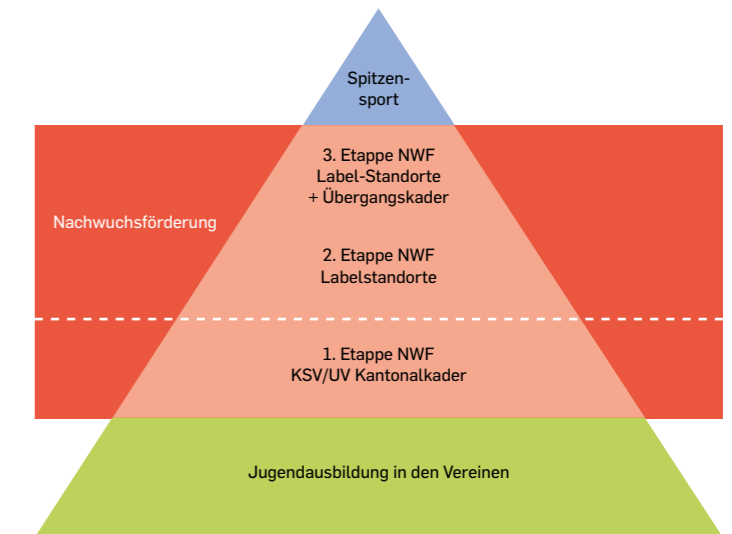 Spitzen-
sport
3. Etappe NWF
Label-Standorte
+ Übergangskader
Nachwuchsförderung
2. Etappe NWF
Labelstandorte
1. Etappe NWF
KSV/UV Kantonalkader
Jugendausbildung in den Vereinen